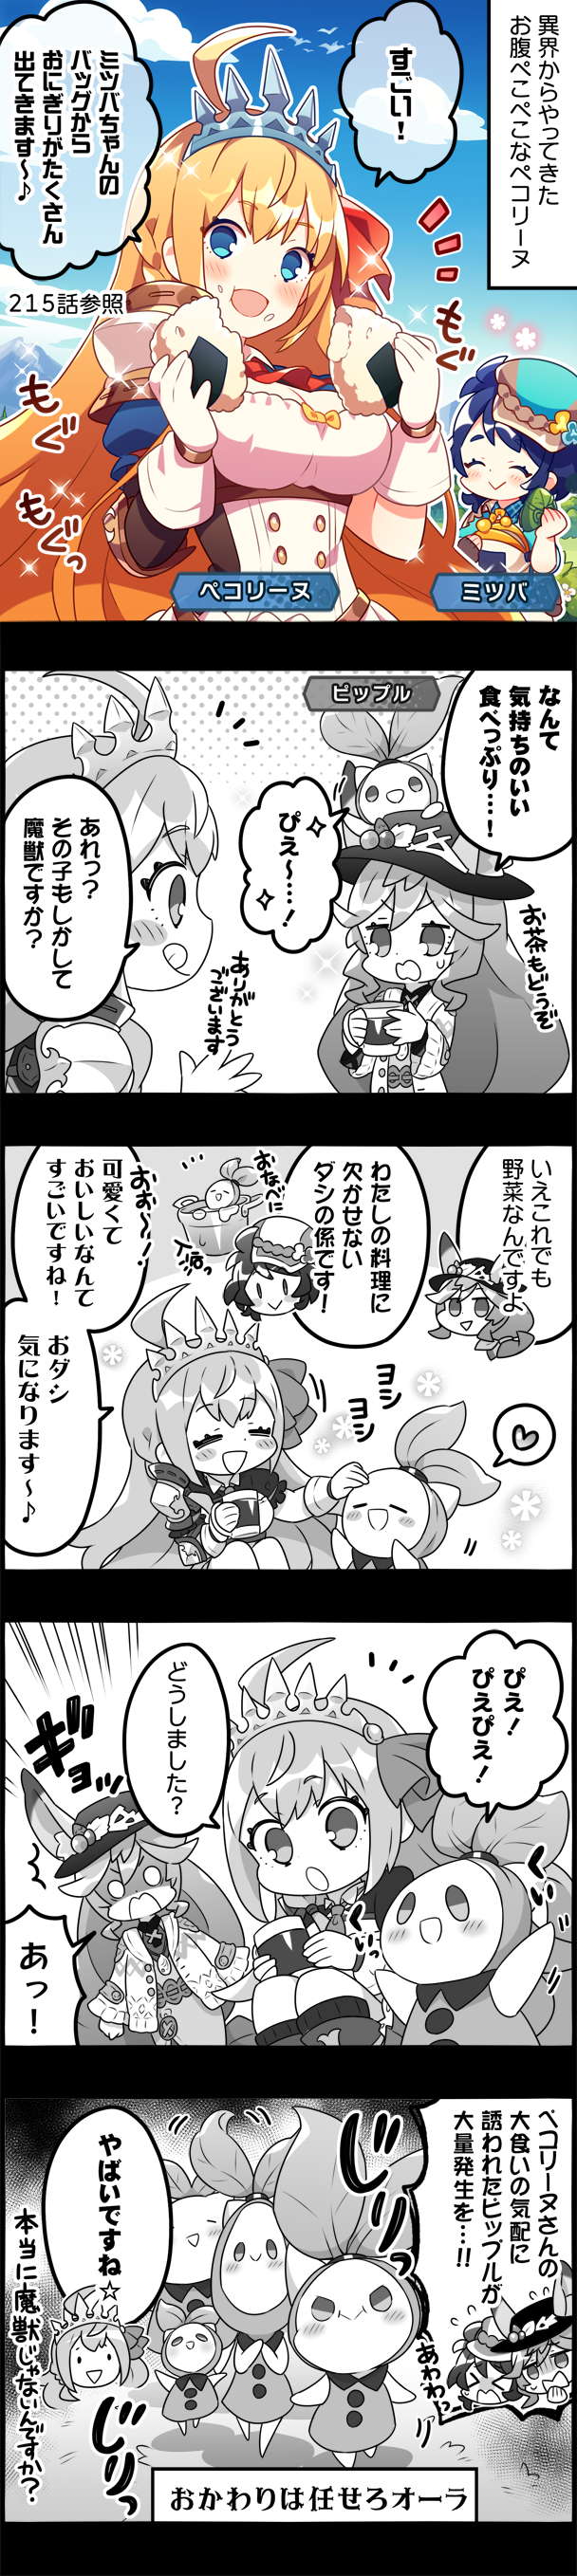 異界からやってきた
お腹ぺこぺこなペコリーヌ
すごい！
ミツバちゃんの
バッグから
おにぎりがたくさん
出てきます～♪
215話参照
もぐ
もぐ
もぐっ
ペコリーヌ
ミツバ
なんて
気持ちのいい
食べっぷり…！
ピップル
ぴぇ～…！
お茶もどうぞ
ありがとう
ございます
あれっ？
その子もしかして
魔獣ですか？
いえこれでも
野菜なんですよ
わたしの料理に
欠かせない
ダシの係です！
おなべに
入浴っ
おぉ～！
可愛くて
おいしいなんて
すごいですね！
おダシ
気になります～♪
ヨシ
ヨシ
ぴぇ！
ぴぇぴぇ！
くい
くいっ
どうしました？
ギョッ
あっ！
ペコリーヌさんの
大食いの気配に
誘われたピップルが
大量発生を…!!
あわわ!?
じりっ
やばいですね☆
本当に魔獣じゃないんですか？
じりっ
おかわりは任せろオーラ